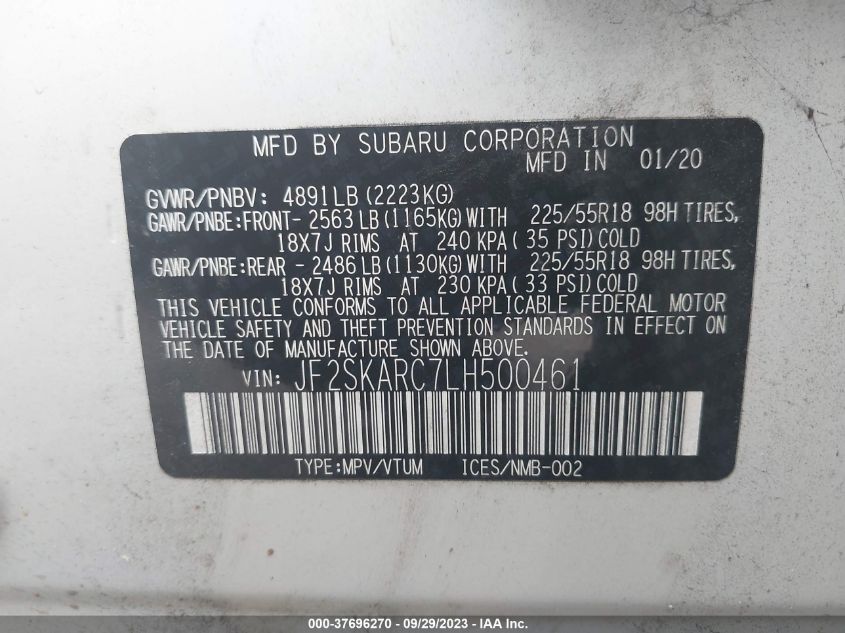 MFD BY SUBARU CORPORATION
MFD IN 01/20
GVWR/PNBV: 4891LB (2223KG)
GAWR/PNBE:FRONT- 2563 LB (1165KG) WITH 225/55R18 98H TIRES,
18X7J RIMS AT 240 KPA ( 35 PSI) COLD
GAWR/PNBE:REAR - 2486 LB (1130KG) WITH 225/55R18 98H TIRES,
18X7J RIMS AT 230 KPA ( 33 PSI) COLD
THIS VEHICLE CONFORMS TO ALL APPLICABLE FEDERAL MOTOR
VEHICLE SAFETY AND THEFT PREVENTION STANDARDS IN EFFECT ON
THE DATE OF MANUFACTURE SHOWN ABOVE.
VIN: JF2SKARC7LH500461
TYPE:MPV/VTUM ICES/NMB-002
000-37696270 - 09/29/2023 - IAA Inc.